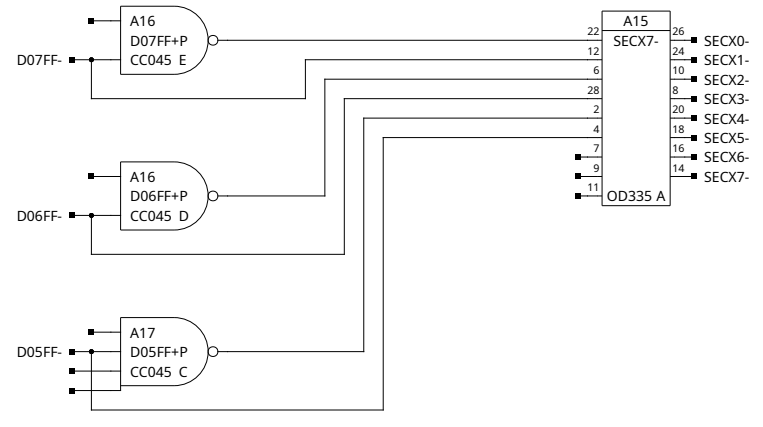 A16
D07FF+P
CC045 E
D07FF-
A16
D06FF+P
CC045 D
D06FF-
A17
D05FF+P
CC045 C
D05FF-
A15
SECX7-
OD335 A
22
12
6
28
2
4
7
9
11
26 SECX0-
24 SECX1-
10 SECX2-
8 SECX3-
20 SECX4-
18 SECX5-
16 SECX6-
14 SECX7-